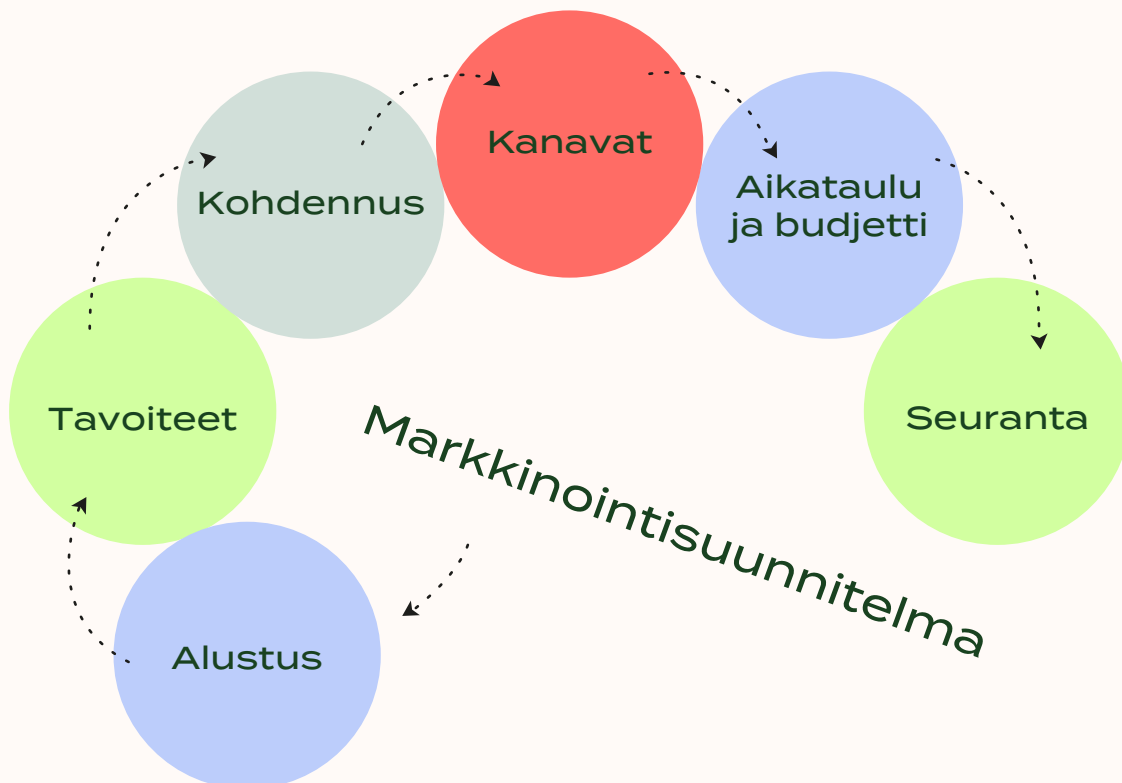 Kanavat
Aikataulu
ja budjetti
Kohdennus
Tavoiteet
Seuranta
Markkinointisuunnitelma
Alustus